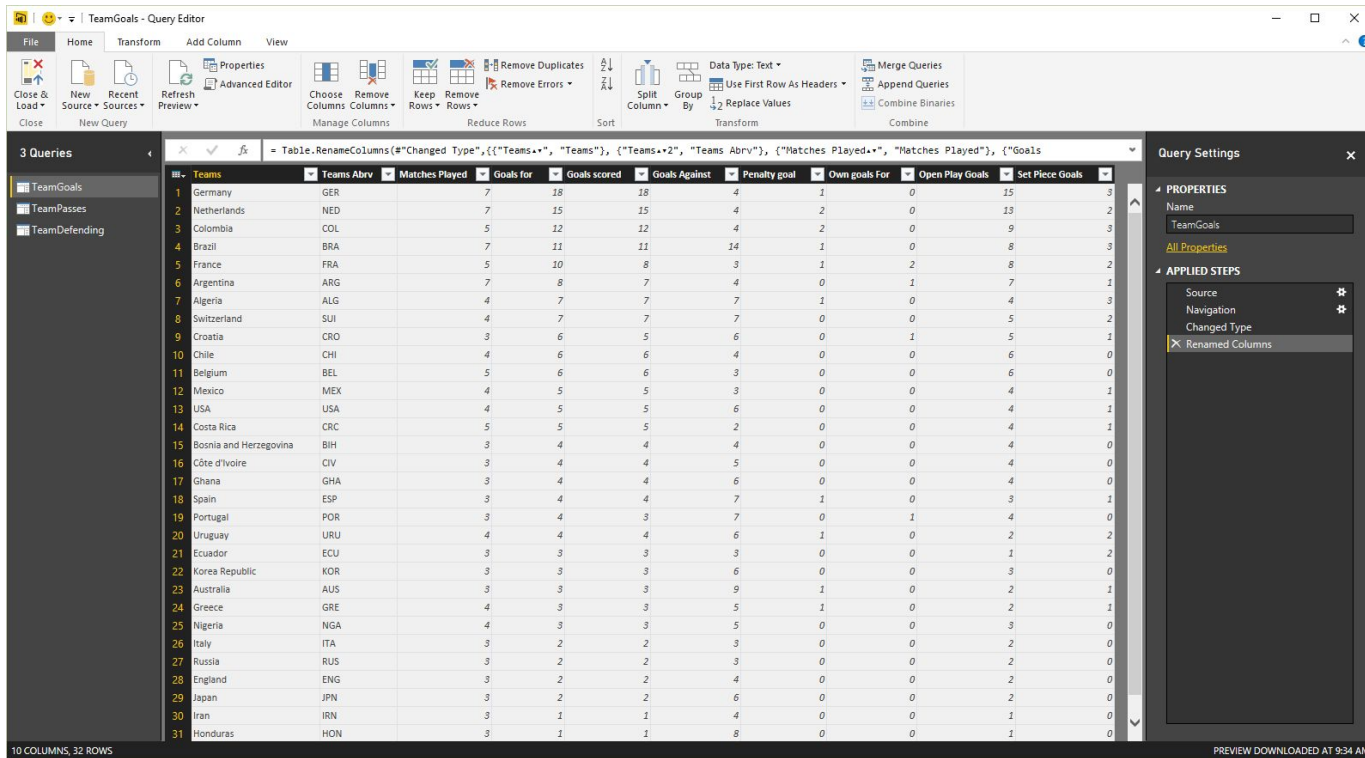 TeamGoals - Query Editor
File Home Transform Add Column View
Close & Load New Source Recent Sources Refresh Preview Properties Advanced Editor Choose Columns Remove Columns Keep Rows Remove Rows Remove Duplicates Remove Errors Split Column Group By Data Type: Text Use First Row As Headers Replace Values Merge Queries Append Queries Combine Binaries
Close New Query Manage Columns Reduce Rows Sort Transform Combine
3 Queries
TeamGoals
TeamPasses
TeamDefending
fx = Table.RenameColumns(#"Changed Type",{{"Teams▴▾", "Teams"}, {"Teams▴▾2", "Teams Abrv"}, {"Matches Played▴▾", "Matches Played"}, {"Goals
Teams Teams Abrv Matches Played Goals for Goals scored Goals Against Penalty goal Own goals For Open Play Goals Set Piece Goals
1 Germany GER 7 18 18 4 1 0 15 3
2 Netherlands NED 7 15 15 4 2 0 13 2
3 Colombia COL 5 12 12 4 2 0 9 3
4 Brazil BRA 7 11 11 14 1 0 8 3
5 France FRA 5 10 8 3 1 2 8 2
6 Argentina ARG 7 8 7 4 0 1 7 1
7 Algeria ALG 4 7 7 7 1 0 4 3
8 Switzerland SUI 4 7 7 7 0 0 5 2
9 Croatia CRO 3 6 5 6 0 1 5 1
10 Chile CHI 4 6 6 4 0 0 6 0
11 Belgium BEL 5 6 6 3 0 0 6 0
12 Mexico MEX 4 5 5 3 0 0 4 1
13 USA USA 4 5 5 6 0 0 4 1
14 Costa Rica CRC 5 5 5 2 0 0 4 1
15 Bosnia and Herzegovina BIH 3 4 4 4 0 0 4 0
16 Côte d'Ivoire CIV 3 4 4 5 0 0 4 0
17 Ghana GHA 3 4 4 6 0 0 4 0
18 Spain ESP 3 4 4 7 1 0 3 1
19 Portugal POR 3 4 3 7 0 1 4 0
20 Uruguay URU 4 4 4 6 1 0 2 2
21 Ecuador ECU 3 3 3 3 0 0 1 2
22 Korea Republic KOR 3 3 3 6 0 0 3 0
23 Australia AUS 3 3 3 9 1 0 2 1
24 Greece GRE 4 3 3 5 1 0 2 1
25 Nigeria NGA 4 3 3 5 0 0 3 0
26 Italy ITA 3 2 2 3 0 0 2 0
27 Russia RUS 3 2 2 3 0 0 2 0
28 England ENG 3 2 2 4 0 0 2 0
29 Japan JPN 3 2 2 6 0 0 2 0
30 Iran IRN 3 1 1 4 0 0 1 0
31 Honduras HON 3 1 1 8 0 0 1 0
Query Settings
PROPERTIES
Name
TeamGoals
All Properties
APPLIED STEPS
Source
Navigation
Changed Type
Renamed Columns
10 COLUMNS, 32 ROWS PREVIEW DOWNLOADED AT 9:34 AM